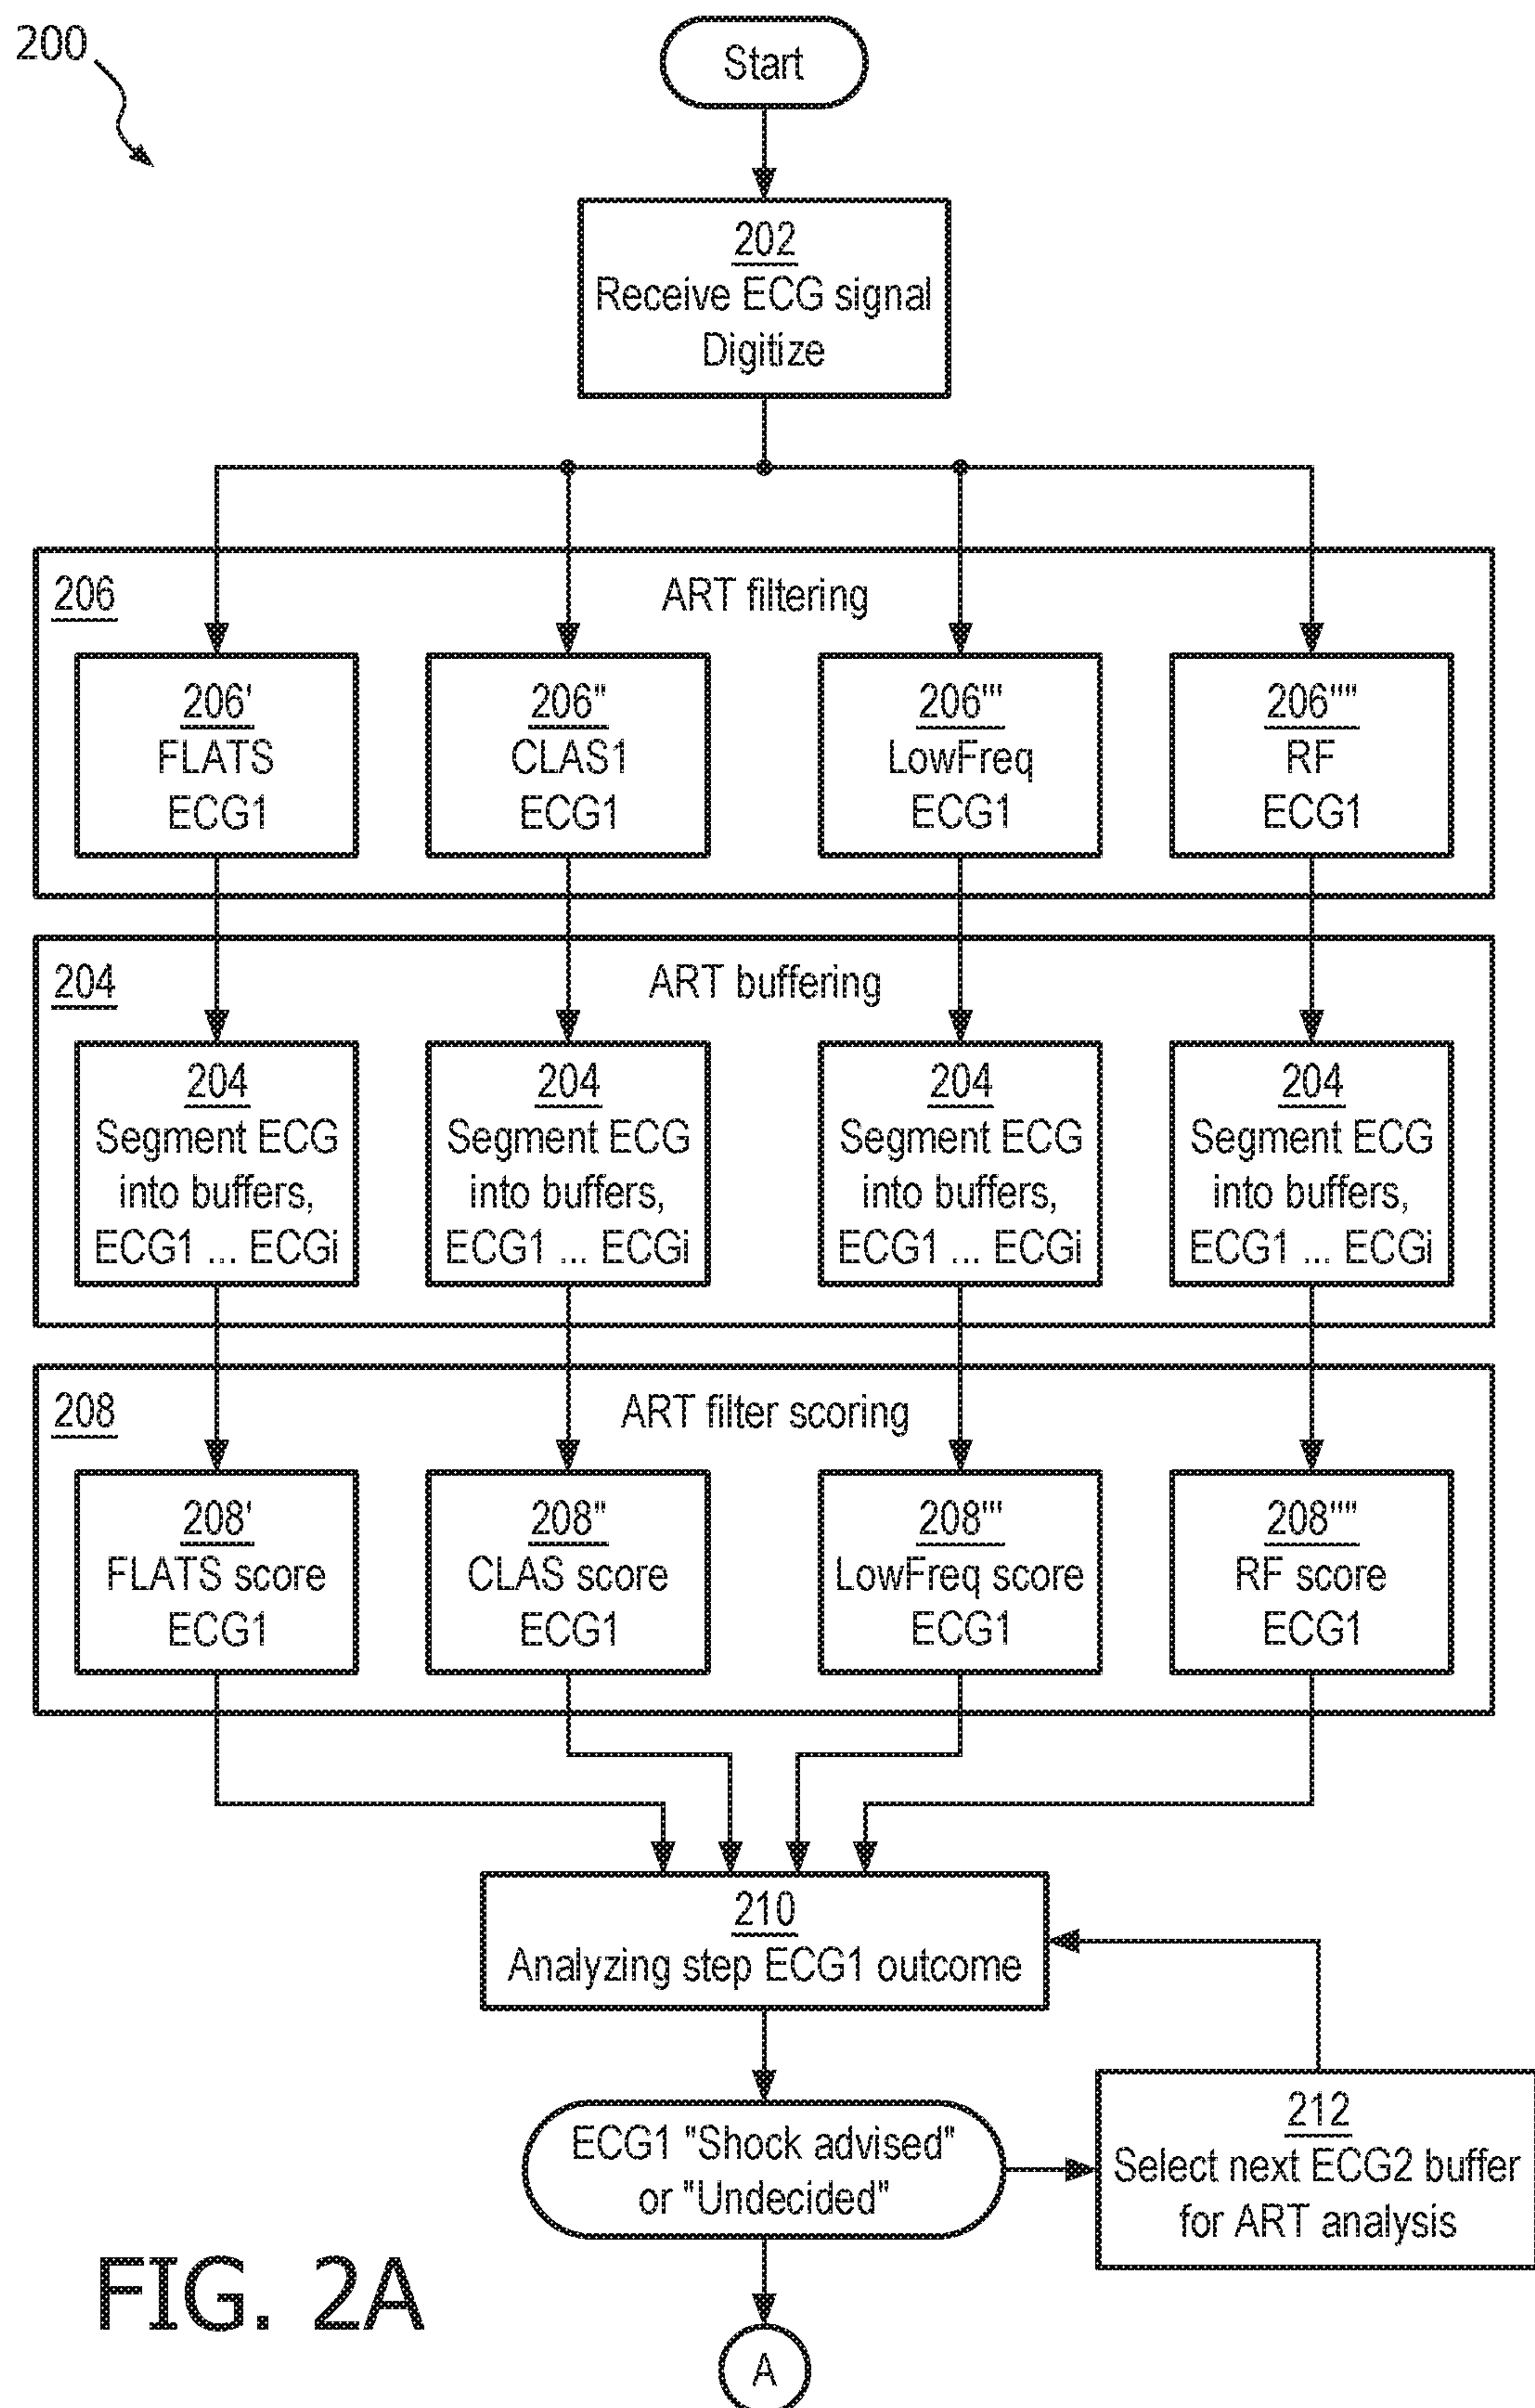 200
Start
202
Receive ECG signal
Digitize
206
ART filtering
206'
FLATS
ECG1
206''
CLAS1
ECG1
206'''
LowFreq
ECG1
206''''
RF
ECG1
204
ART buffering
204
Segment ECG
into buffers,
ECG1 ... ECGi
204
Segment ECG
into buffers,
ECG1 ... ECGi
204
Segment ECG
into buffers,
ECG1 ... ECGi
204
Segment ECG
into buffers,
ECG1 ... ECGi
208
ART filter scoring
208'
FLATS score
ECG1
208''
CLAS score
ECG1
208'''
LowFreq score
ECG1
208''''
RF score
ECG1
210
Analyzing step ECG1 outcome
ECG1 "Shock advised"
or "Undecided"
212
Select next ECG2 buffer
for ART analysis
FIG. 2A
A